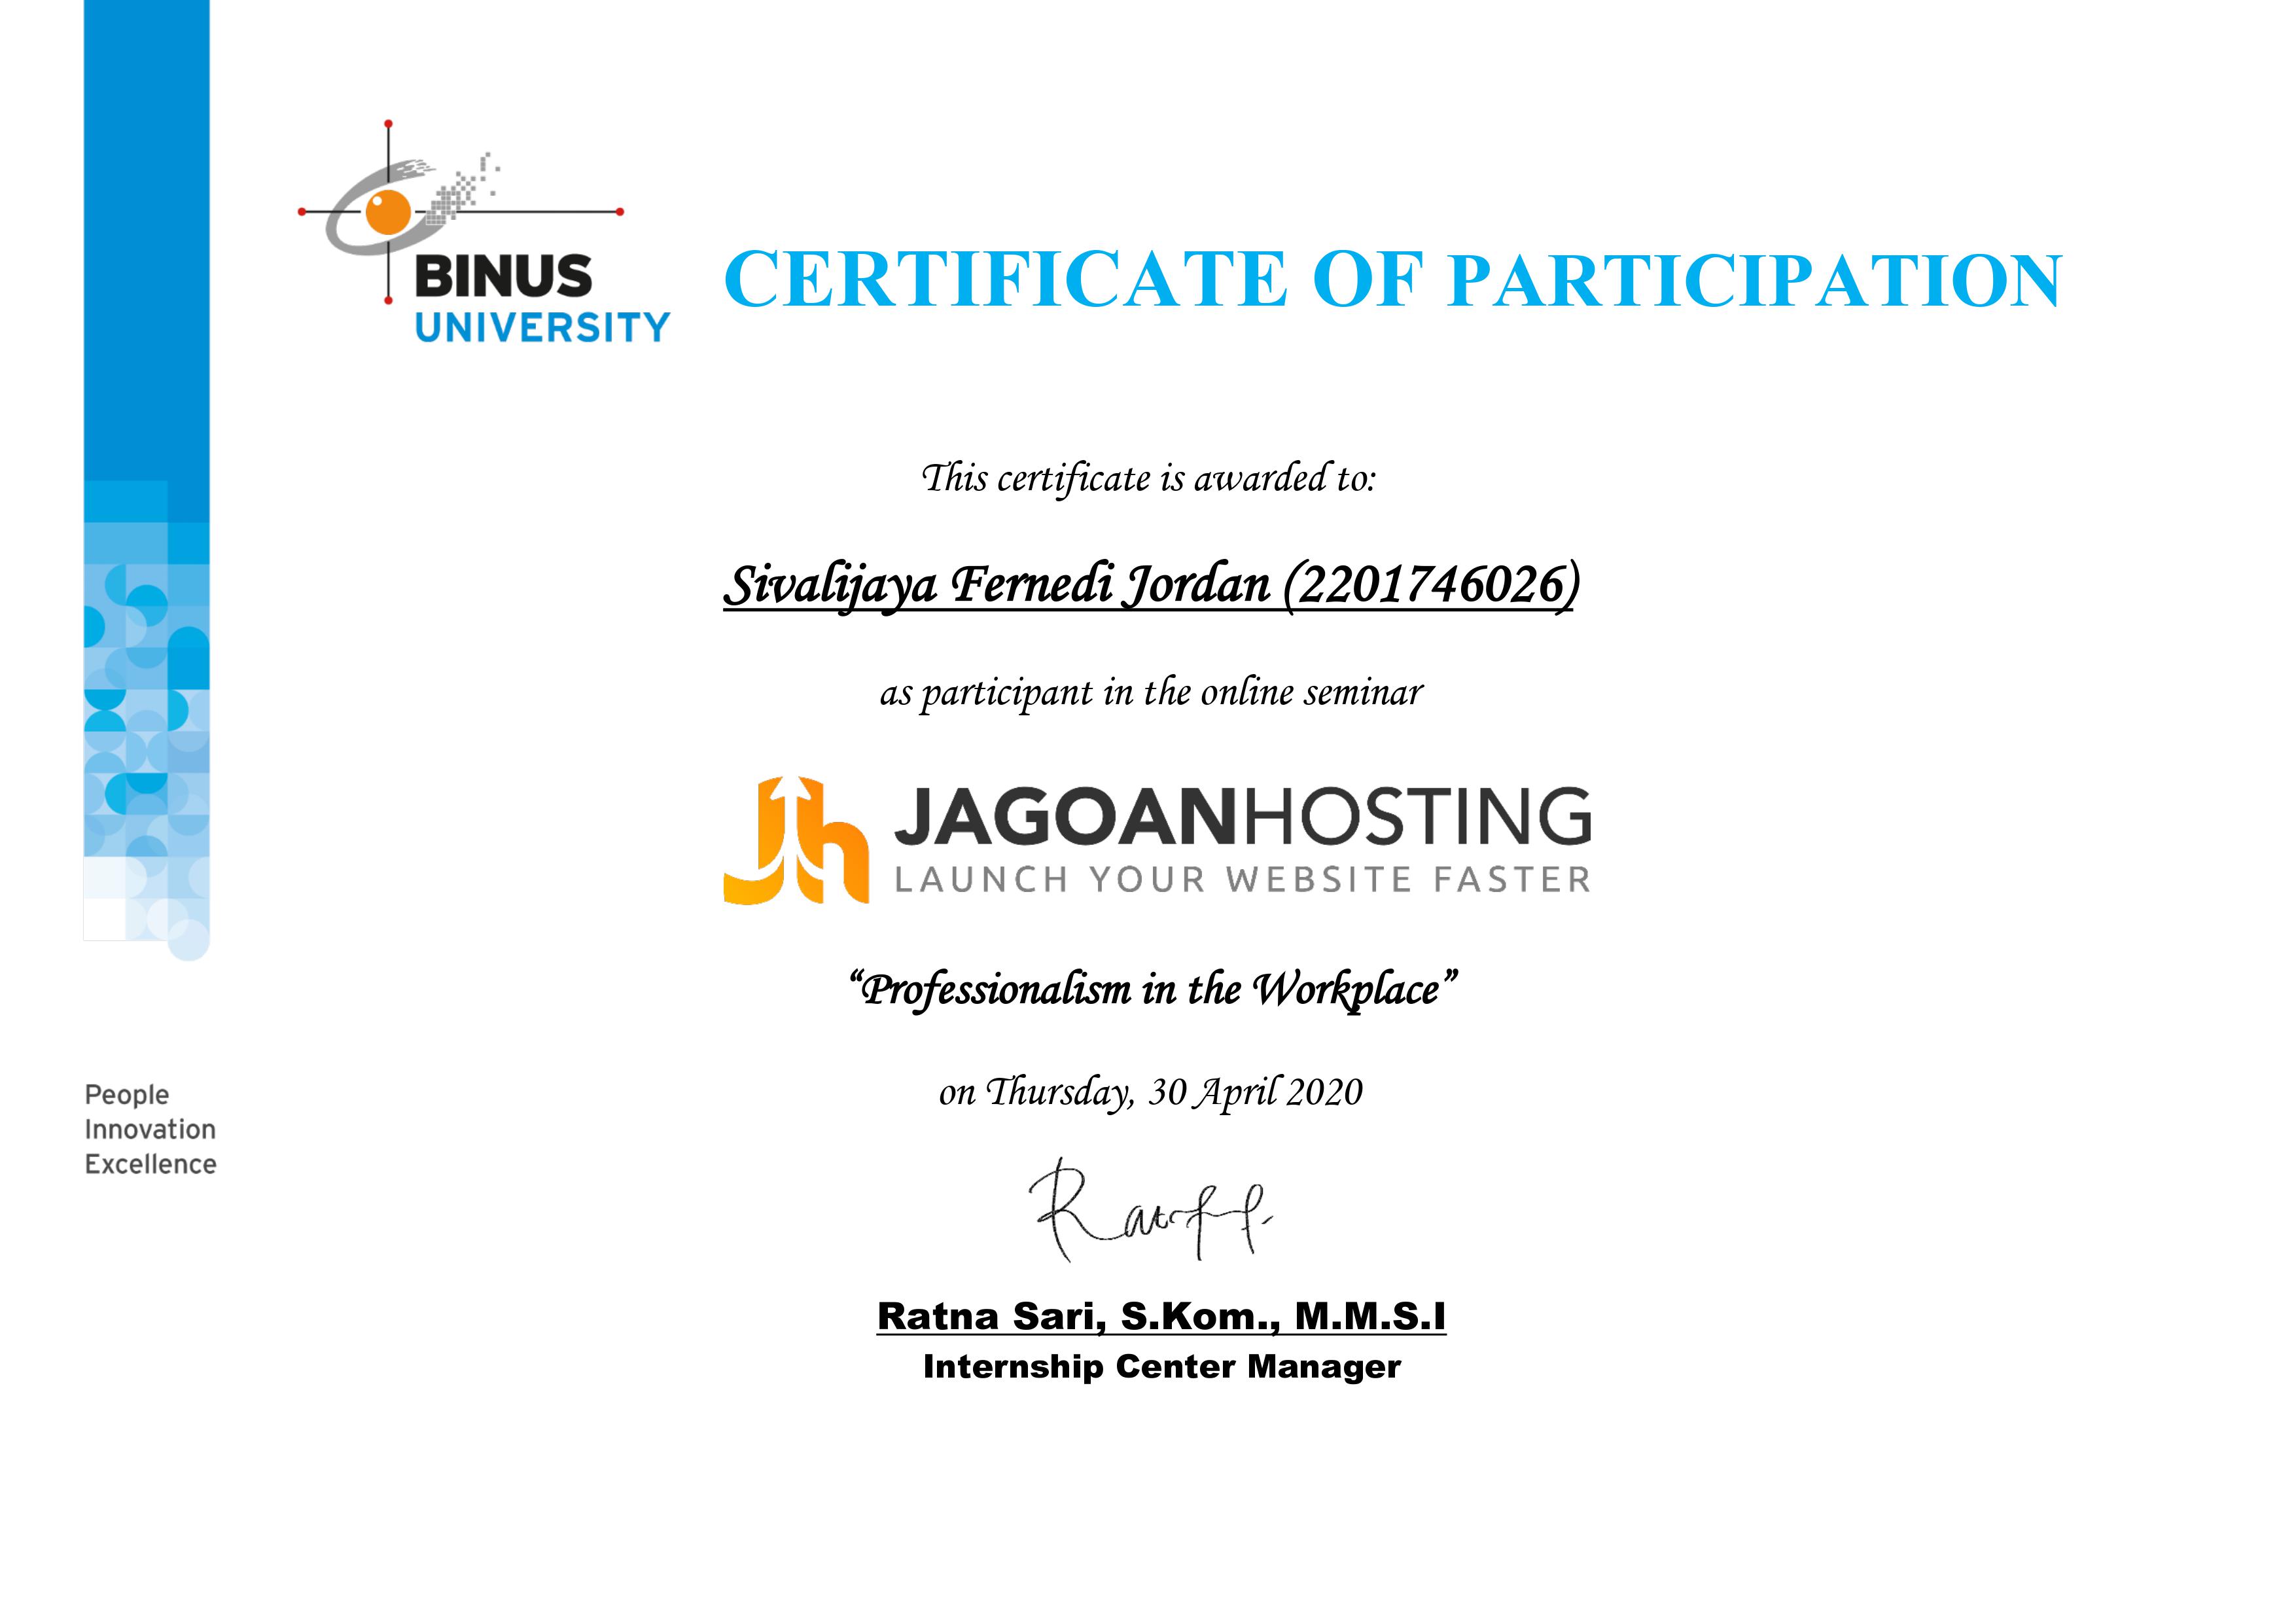 BINUS
UNIVERSITY
CERTIFICATE OF PARTICIPATION
This certificate is awarded to:
Sivalijaya Fernedi Jordan (2201746026)
as participant in the online seminar
Jh
JAGOANHOSTING
LAUNCH YOUR WEBSITE FASTER
“Professionalism in the Workplace”
on Thursday, 30 April 2020
People
Innovation
Excellence
Ratna Sari, S.Kom., M.M.S.I
Internship Center Manager